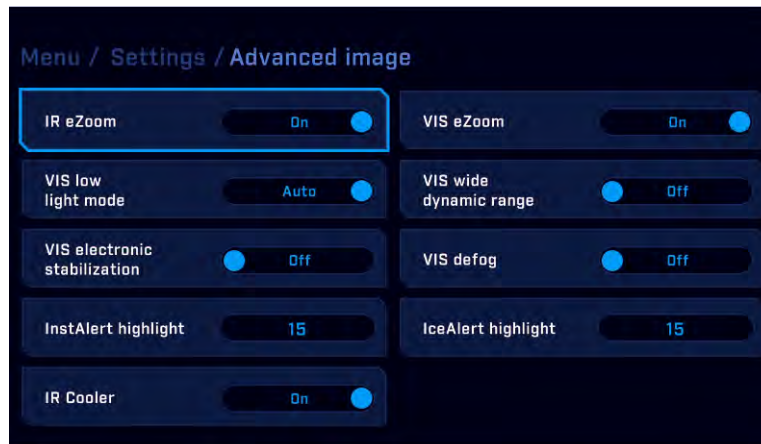 Menu / Settings / Advanced image
IR eZoom On
VIS eZoom On
VIS low
light mode Auto
VIS wide
dynamic range Off
VIS electronic
stabilization Off
VIS defog Off
InstAlert highlight 15
IceAlert highlight 15
IR Cooler On